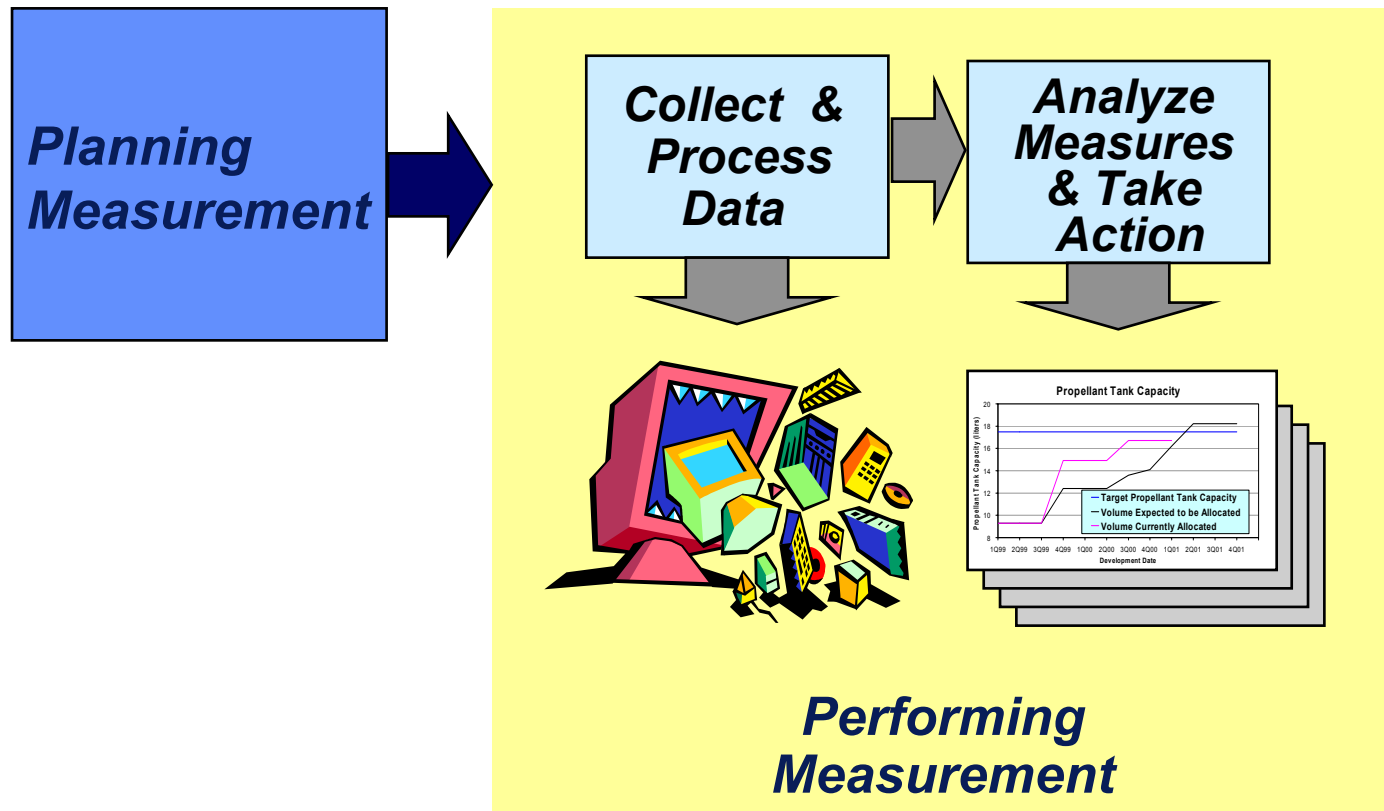 Planning
Measurement
Collect &
Process
Data
Analyze
Measures
& Take
Action
Propellant Tank Capacity
Propellant Tank Capacity (liters)
20
18
16
14
12
10
8
Target Propellant Tank Capacity
Volume Expected to be Allocated
Volume Currently Allocated
1Q99 2Q99 3Q99 4Q99 1Q00 2Q00 3Q00 4Q00 1Q01 2Q01 3Q01 4Q01
Development Date
Performing
Measurement